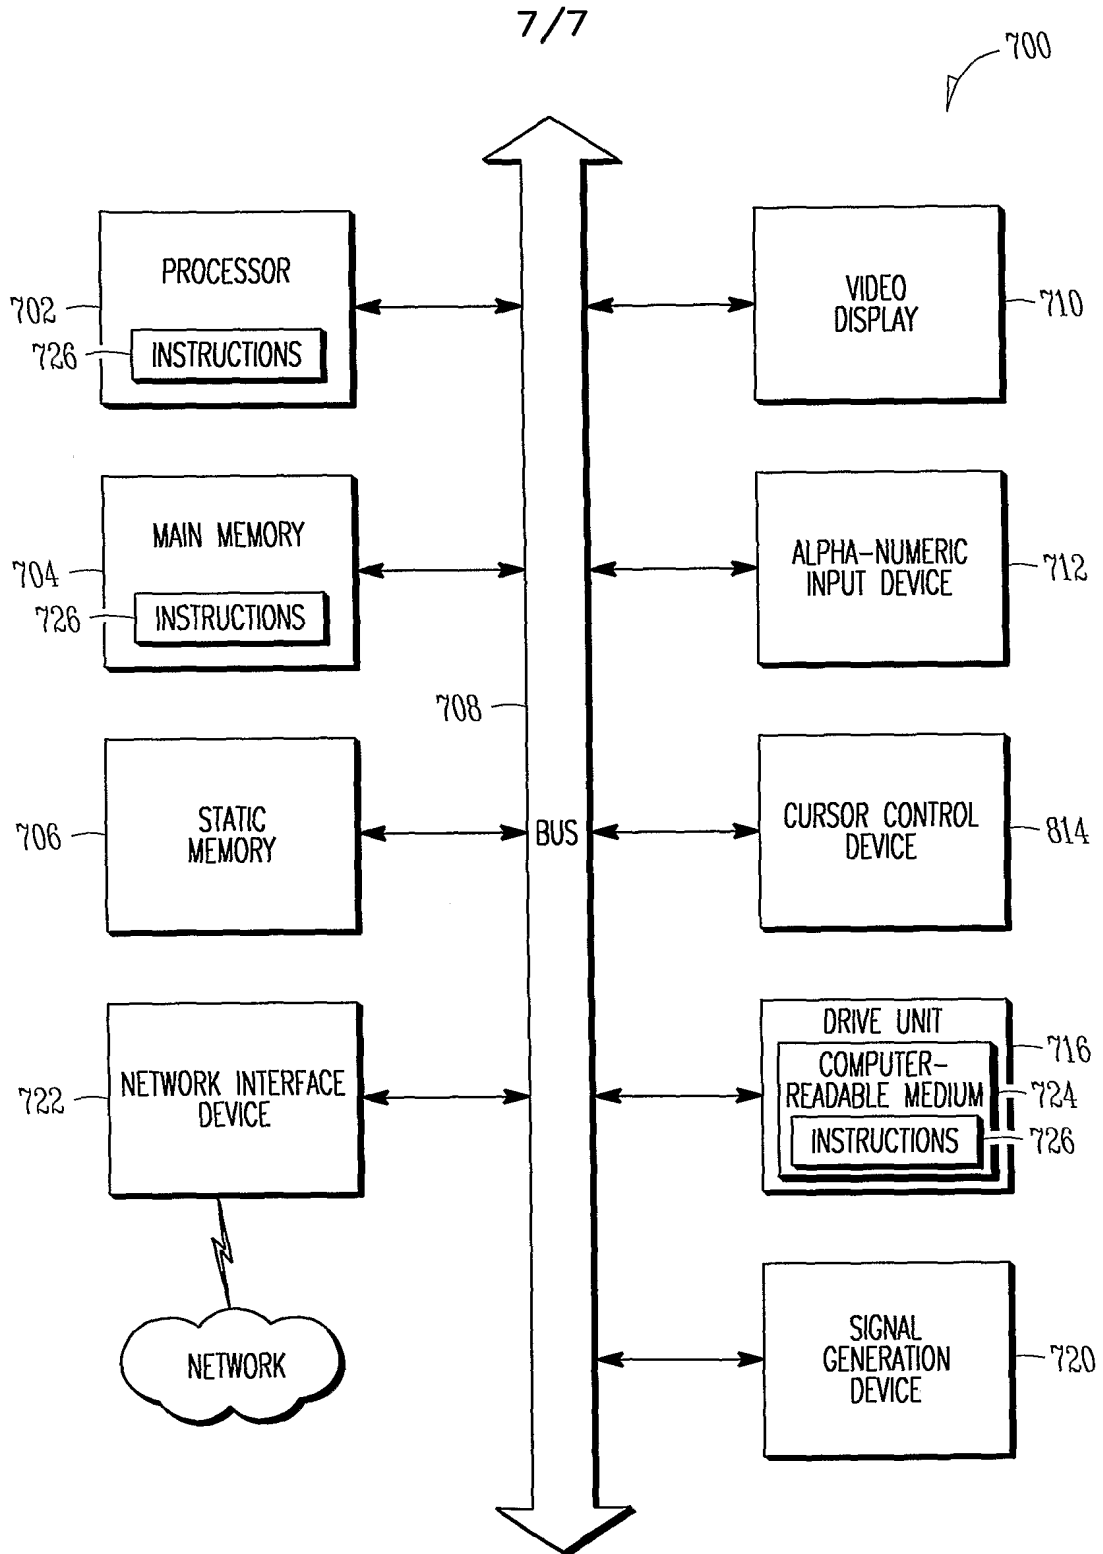 7/7
700
PROCESSOR
702
726
INSTRUCTIONS
VIDEO
DISPLAY
710
MAIN MEMORY
704
726
INSTRUCTIONS
ALPHA-NUMERIC
INPUT DEVICE
712
708
BUS
STATIC
MEMORY
706
CURSOR CONTROL
DEVICE
814
NETWORK INTERFACE
DEVICE
722
DRIVE UNIT
716
COMPUTER-
READABLE MEDIUM
724
INSTRUCTIONS
726
NETWORK
SIGNAL
GENERATION
DEVICE
720